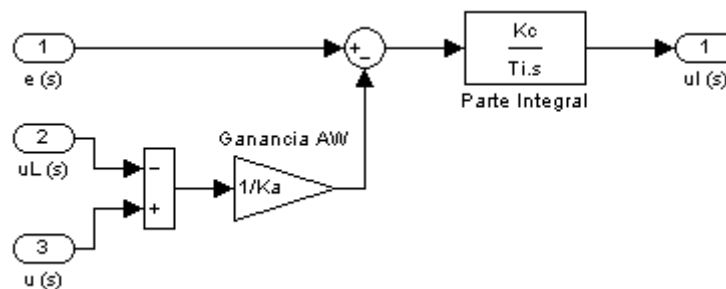 1
e (s)
+
−
Kc
Ti.s
Parte Integral
1
uI (s)
2
uL (s)
−
+
Ganancia AW
1/Ka
3
u (s)